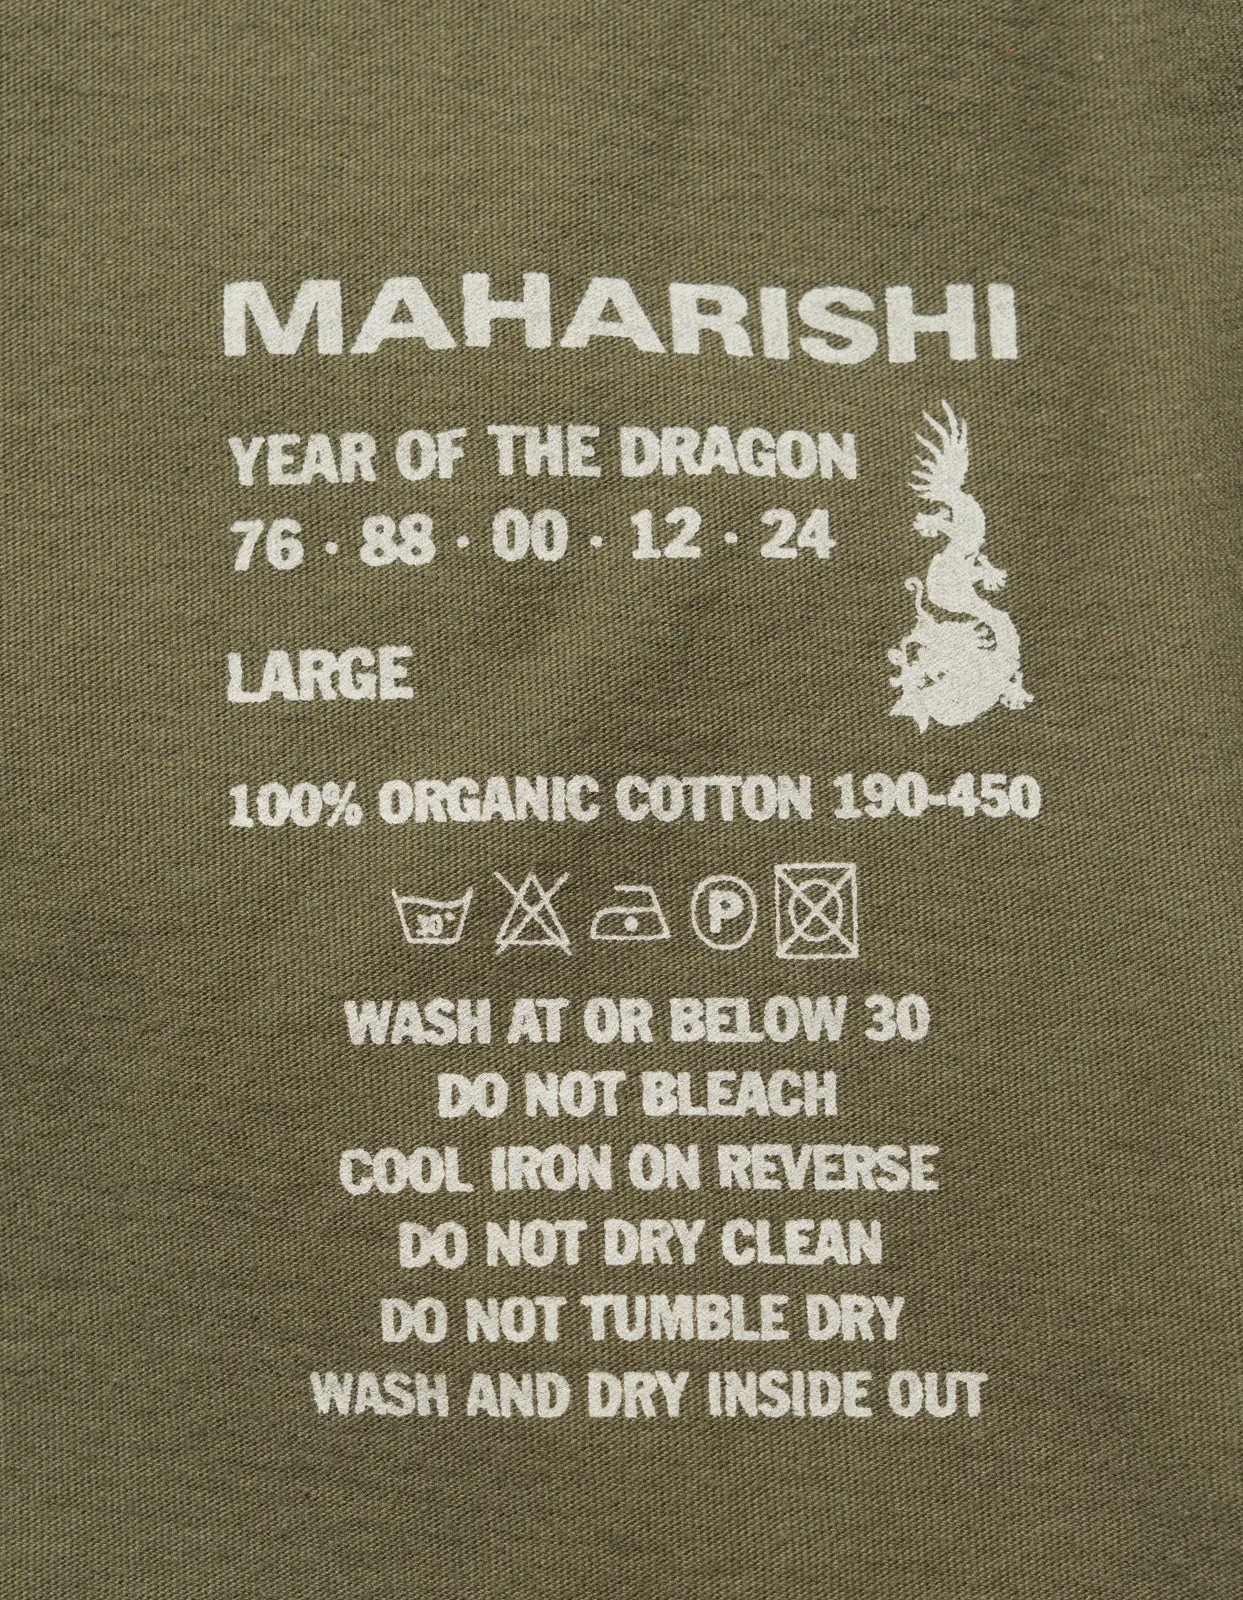 MAHARISHI
YEAR OF THE DRAGON
76 · 88 · 00 · 12 · 24
LARGE
100% ORGANIC COTTON 190-450
30° P
WASH AT OR BELOW 30
DO NOT BLEACH
COOL IRON ON REVERSE
DO NOT DRY CLEAN
DO NOT TUMBLE DRY
WASH AND DRY INSIDE OUT